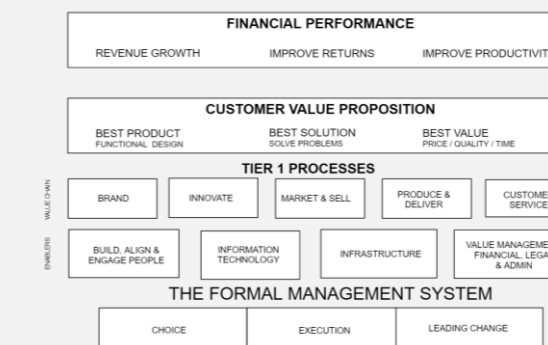 FINANCIAL PERFORMANCE
REVENUE GROWTH IMPROVE RETURNS IMPROVE PRODUCTIVIT
CUSTOMER VALUE PROPOSITION
BEST PRODUCT BEST SOLUTION BEST VALUE
FUNCTIONAL DESIGN SOLVE PROBLEMS PRICE / QUALITY / TIME
TIER 1 PROCESSES
VALUE CHAIN
BRAND
INNOVATE
MARKET & SELL
PRODUCE &
DELIVER
CUSTOME
SERVICE
ENABLERS
BUILD, ALIGN &
ENGAGE PEOPLE
INFORMATION
TECHNOLOGY
INFRASTRUCTURE
VALUE MANAGEME
FINANCIAL, LEGA
& ADMIN
THE FORMAL MANAGEMENT SYSTEM
CHOICE EXECUTION LEADING CHANGE